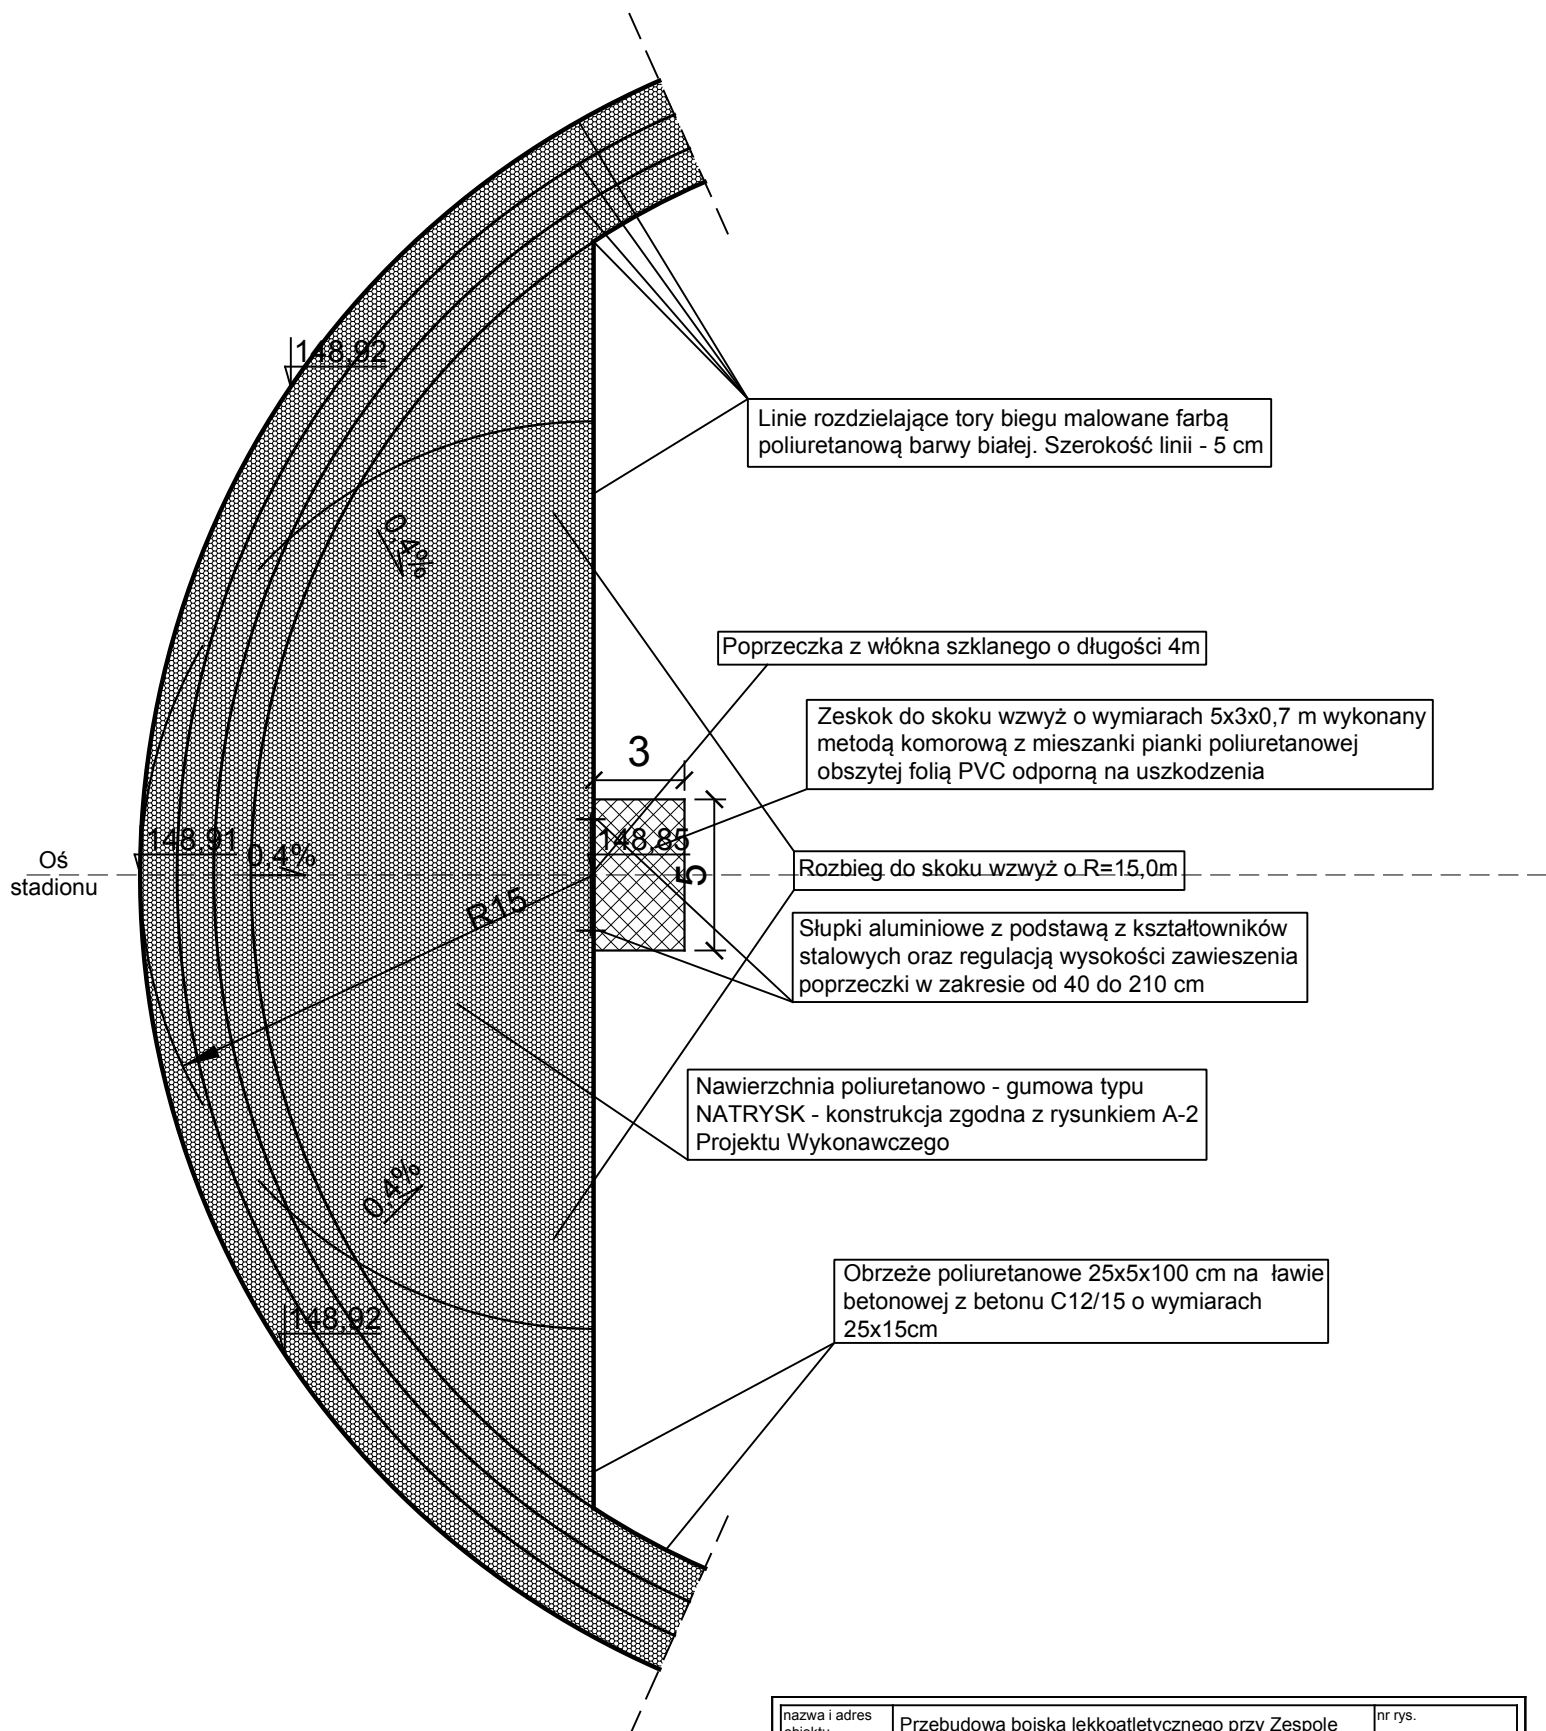 148,92
Linie rozdzielające tory biegu malowane farbą
poliuretanową barwy białej. Szerokość linii - 5 cm
0,4%
Poprzeczka z włókna szklanego o długości 4m
Zeskok do skoku wzwyż o wymiarach 5x3x0,7 m wykonany
metodą komorową z mieszanki pianki poliuretanowej
obszytej folią PVC odporną na uszkodzenia
3
148,91
0,4%
148,85
5
Oś
stadionu
Rozbieg do skoku wzwyż o R=15,0m
R15
Słupki aluminiowe z podstawą z kształtowników
stalowych oraz regulacją wysokości zawieszenia
poprzeczki w zakresie od 40 do 210 cm
Nawierzchnia poliuretanowo - gumowa typu
NATRYSK - konstrukcja zgodna z rysunkiem A-2
Projektu Wykonawczego
0,4%
Obrzeże poliuretanowe 25x5x100 cm na ławie
betonowej z betonu C12/15 o wymiarach
25x15cm
148,92
nazwa i adres
obiektu
Przebudowa boiska lekkoatletycznego przy Zespole
nr rys.